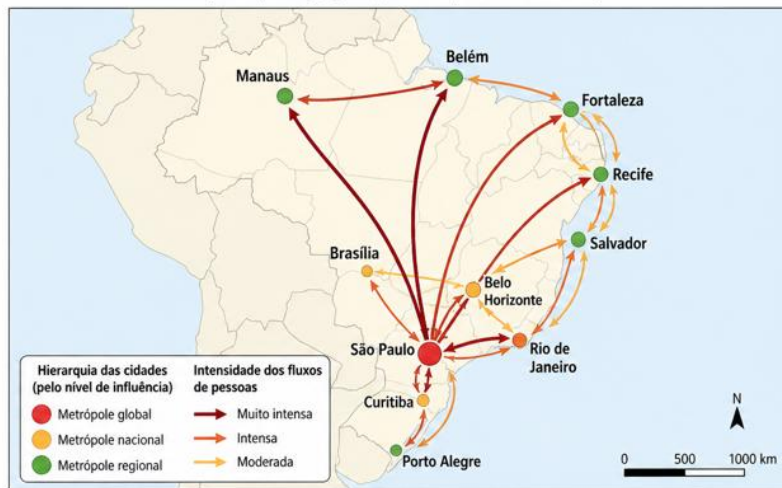 Belém
Manaus
Fortaleza
Recife
Salvador
Brasília
Belo
Horizonte
São Paulo
Rio de
Janeiro
Curitiba
Porto Alegre
Hierarquia das cidades
(pelo nível de influência)
Metrópole global
Metrópole nacional
Metrópole regional
Intensidade dos fluxos
de pessoas
Muito intensa
Intensa
Moderada
N
0 500 1000 km